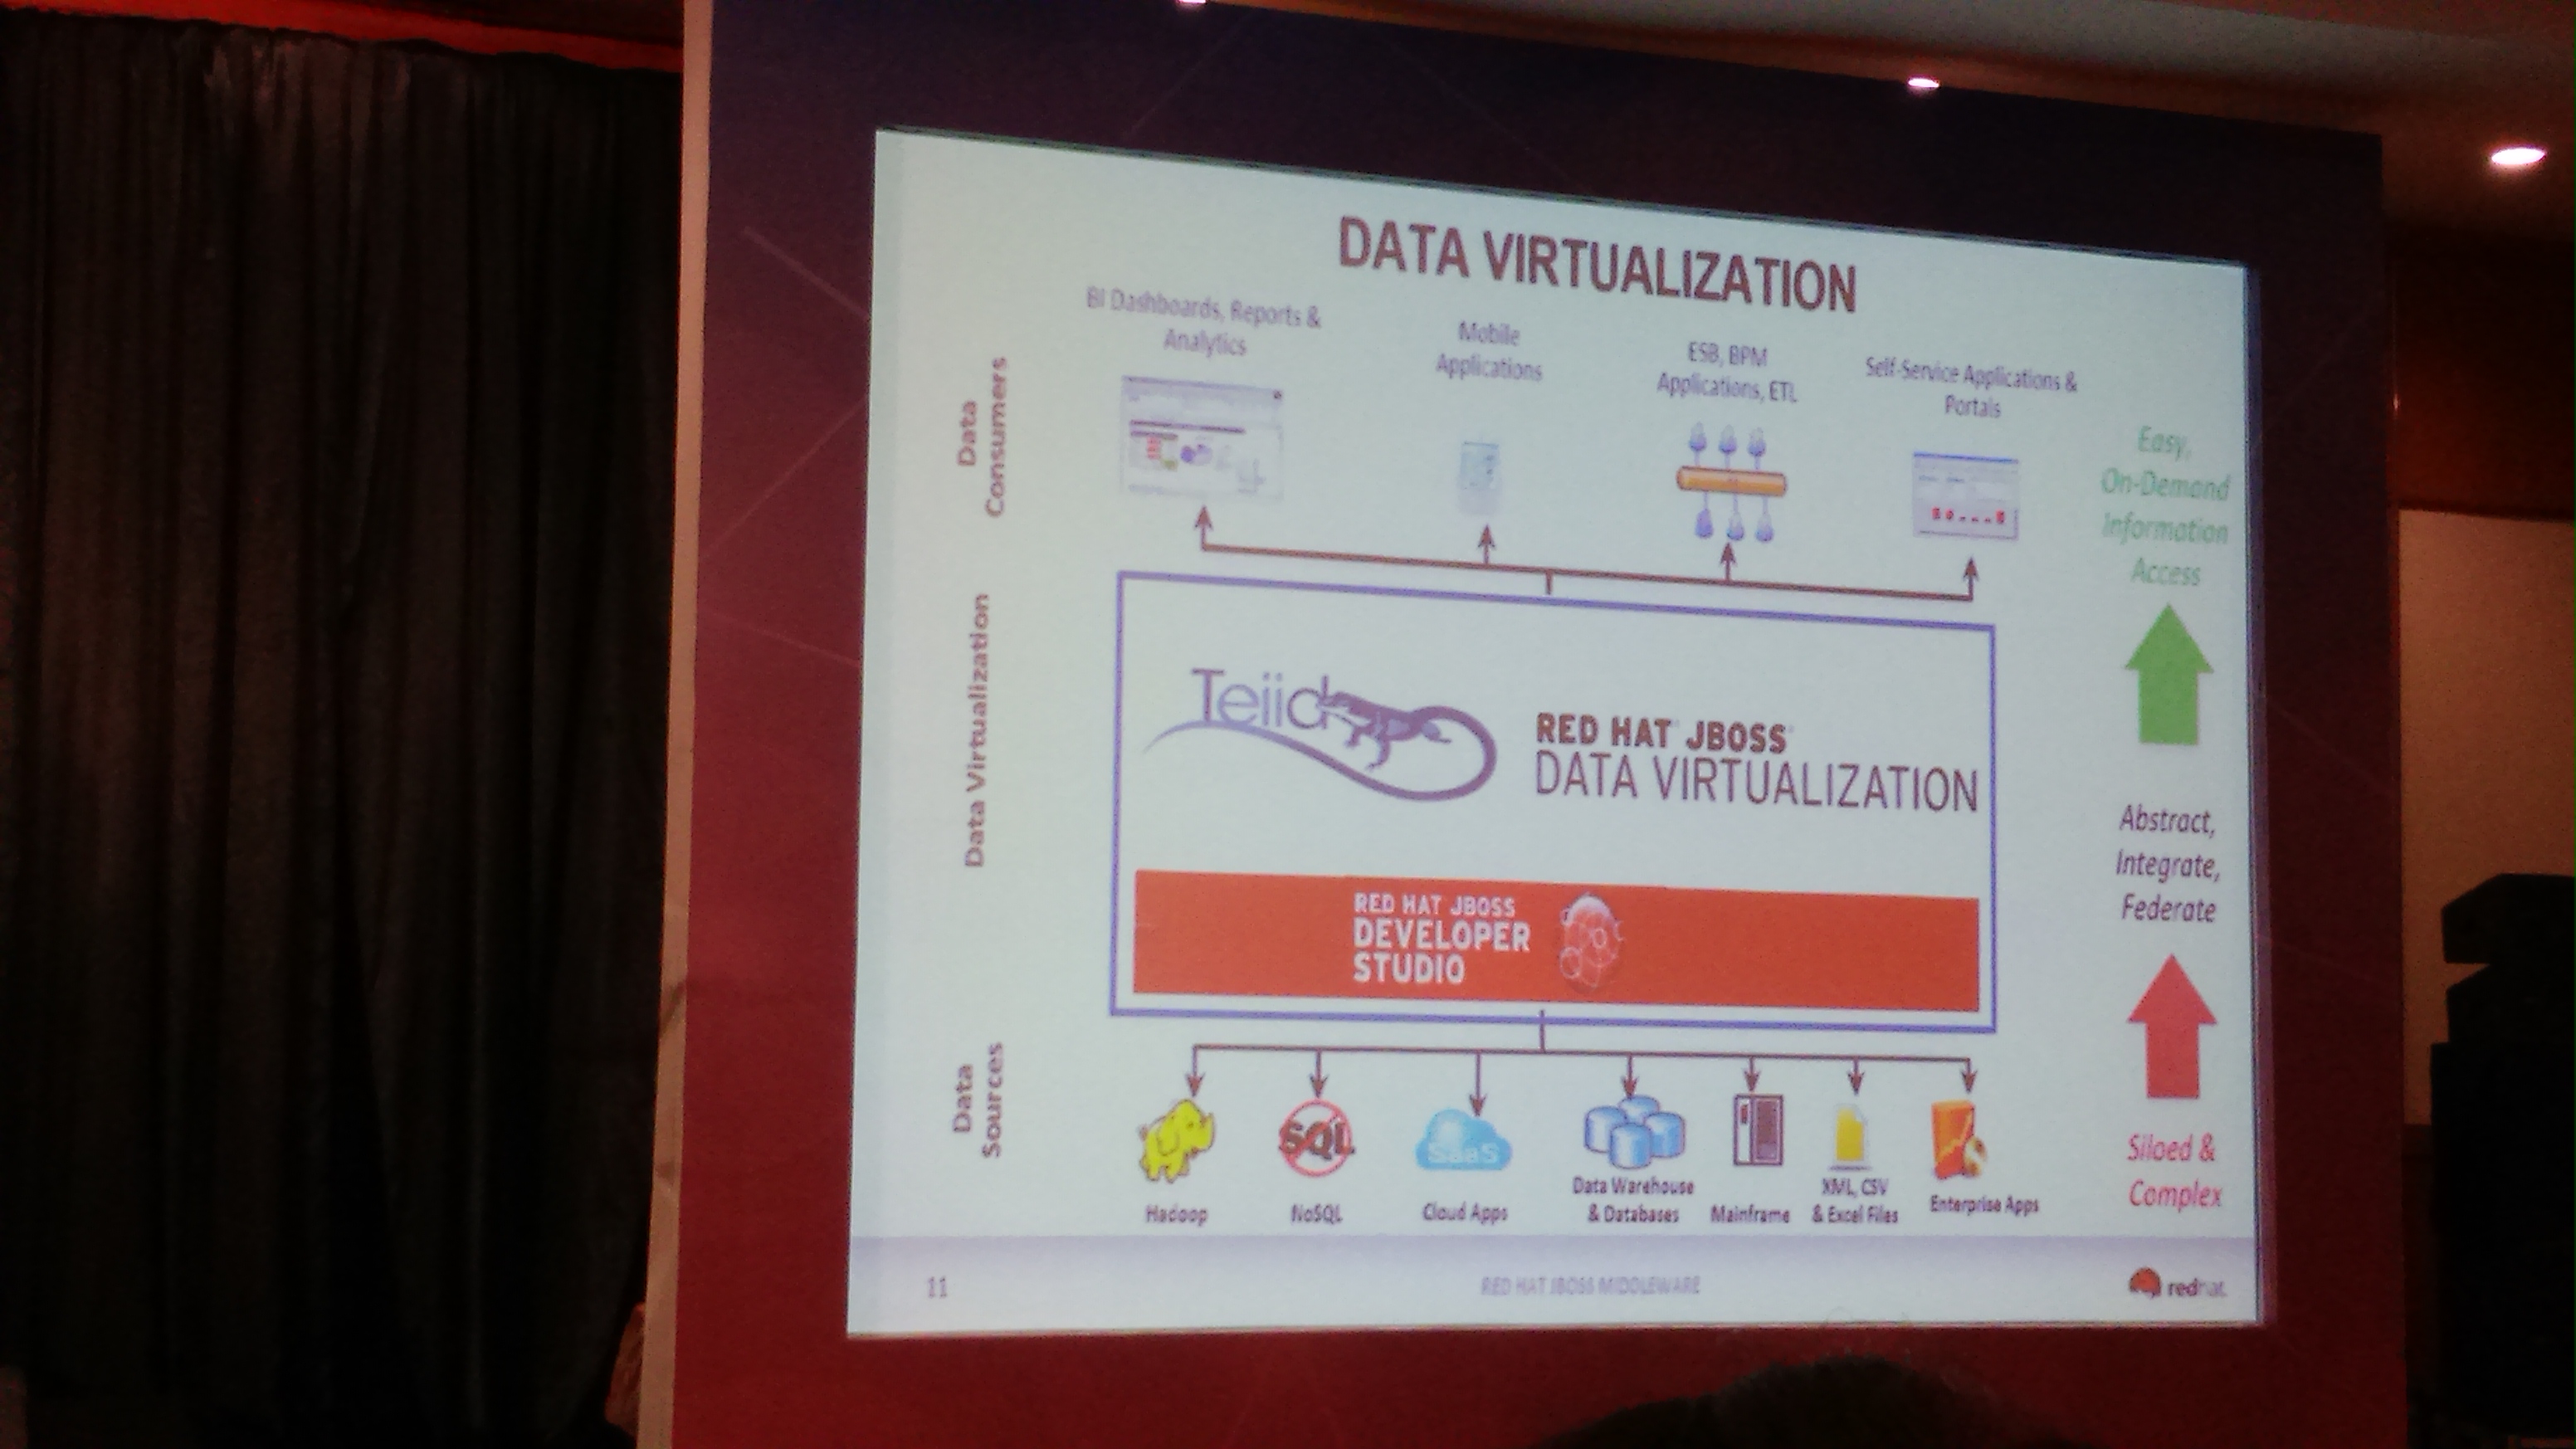 DATA VIRTUALIZATION
BI Dashboards, Reports &
Analytics
Mobile
Applications
ESB, BPM
Applications, ETL
Self-Service Applications &
Portals
Data
Consumers
Easy,
On-Demand
Information
Access
Data Virtualization
Teiid
RED HAT JBOSS
DATA VIRTUALIZATION
Abstract,
Integrate,
Federate
RED HAT JBOSS
DEVELOPER
STUDIO
Data
Sources
SQL
SaaS
Hadoop
NoSQL
Cloud Apps
Data Warehouse
& Databases
Mainframe
XML, CSV
& Excel Files
Enterprise Apps
Siloed &
Complex
11
RED HAT JBOSS MIDDLEWARE
redhat.